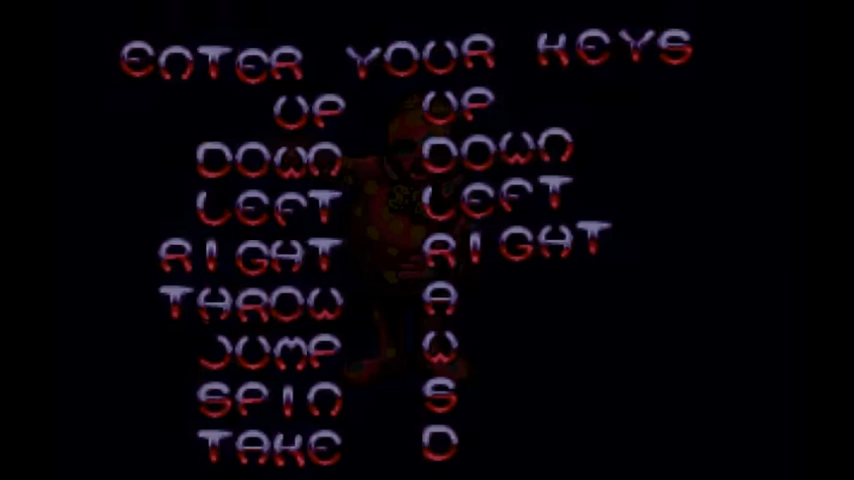 ENTER YOUR KEYS
UP UP
DOWN DOWN
LEFT LEFT
RIGHT RIGHT
THROW A
JUMP W
SPIN S
TAKE D